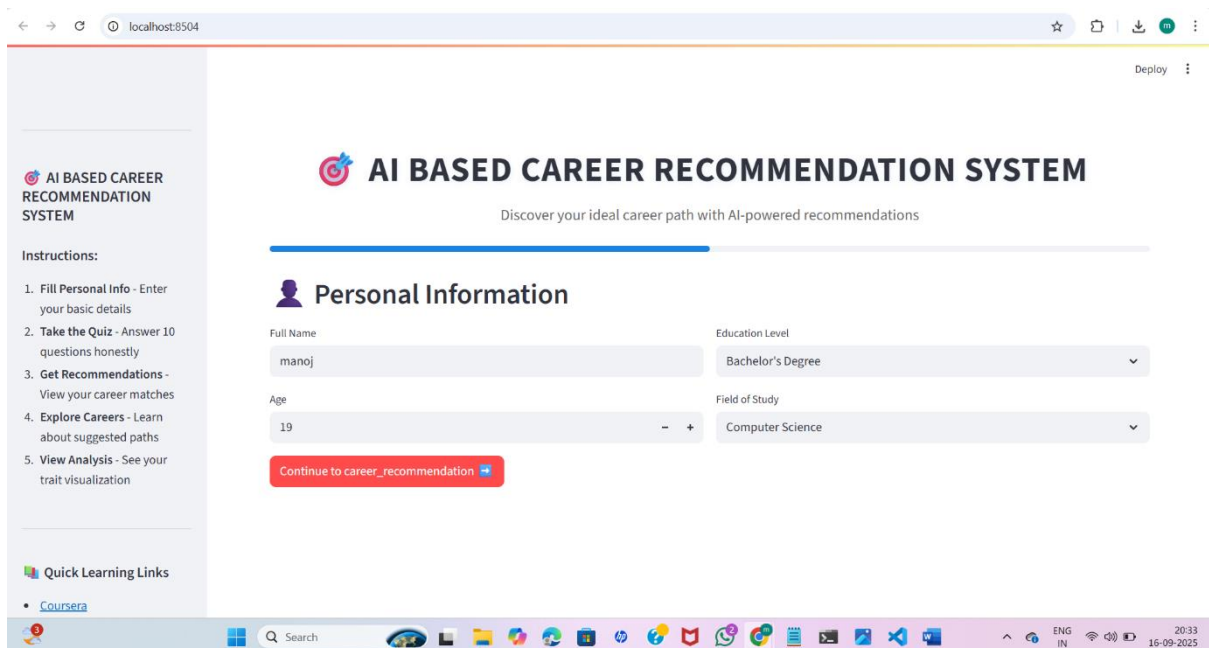 localhost:8504
m
Deploy
AI BASED CAREER
RECOMMENDATION
SYSTEM
Instructions:
1. Fill Personal Info - Enter
your basic details
2. Take the Quiz - Answer 10
questions honestly
3. Get Recommendations -
View your career matches
4. Explore Careers - Learn
about suggested paths
5. View Analysis - See your
trait visualization
Quick Learning Links
• Coursera
AI BASED CAREER RECOMMENDATION SYSTEM
Discover your ideal career path with AI-powered recommendations
Personal Information
Full Name
manoj
Education Level
Bachelor's Degree
Age
19
- +
Field of Study
Computer Science
Continue to career_recommendation
3
Search
hp
2
ENG
IN
20:33
16-09-2025